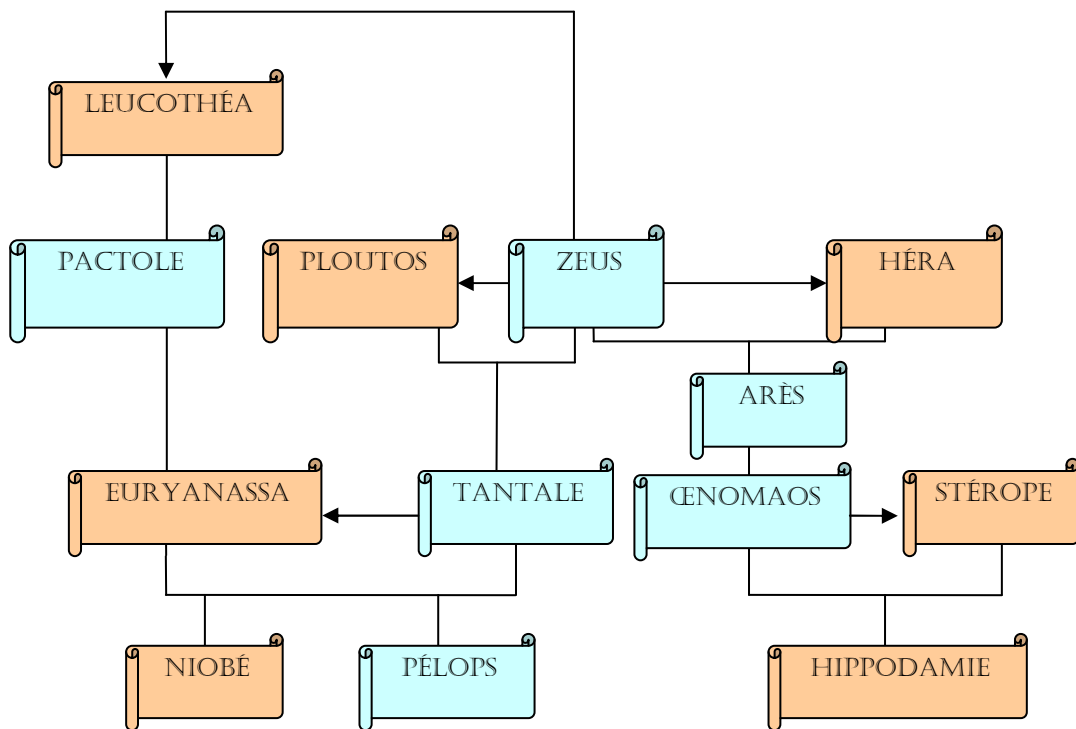 LEUCOTHÉA
PACTOLE
PLOUTOS
ZEUS
HÉRA
ARÈS
EURYANASSA
TANTALE
ŒNOMAOS
STÉROPE
NIOBÉ
PÉLOPS
HIPPODAMIE